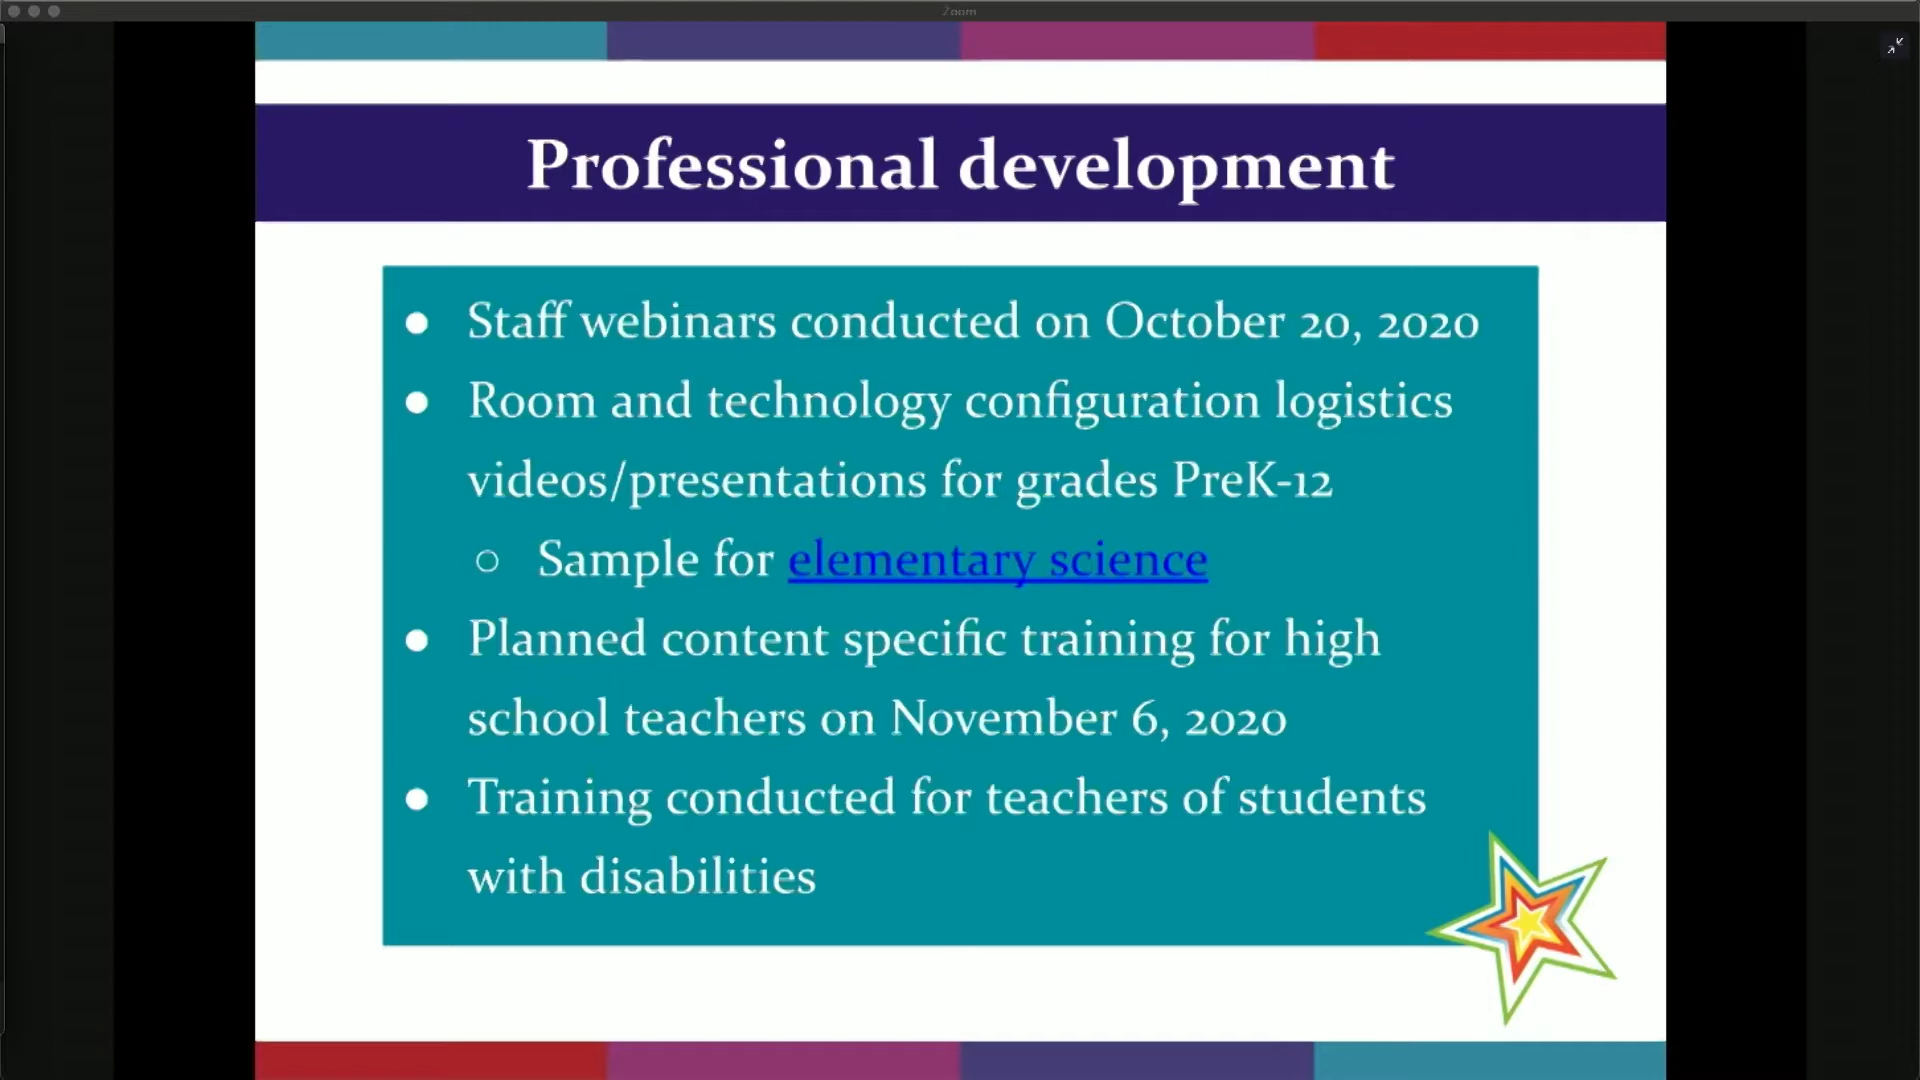 Zoom
Professional development
● Staff webinars conducted on October 20, 2020
● Room and technology configuration logistics
videos/presentations for grades PreK-12
○ Sample for elementary science
● Planned content specific training for high
school teachers on November 6, 2020
● Training conducted for teachers of students
with disabilities